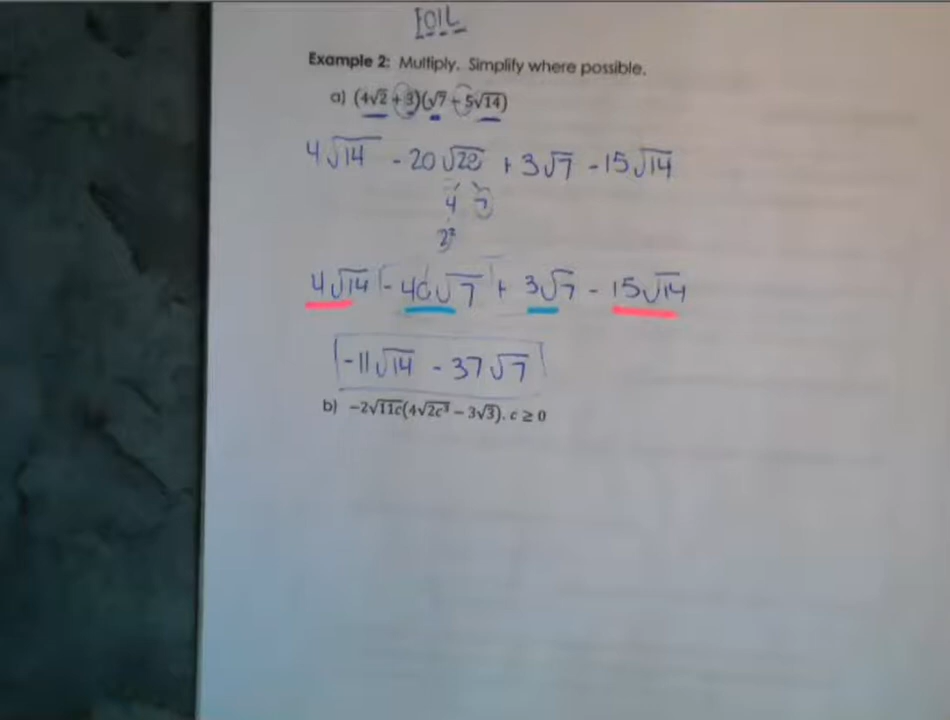 FOIL
Example 2: Multiply. Simplify where possible.
a) (4√2 + 3)(√7 − 5√14)
4√14 - 20√28 + 3√7 - 15√14
4 7
2²
4√14 - 40√7 + 3√7 - 15√14
-11√14 - 37√7
b) −2√11c(4√2c³ − 3√3), c ≥ 0